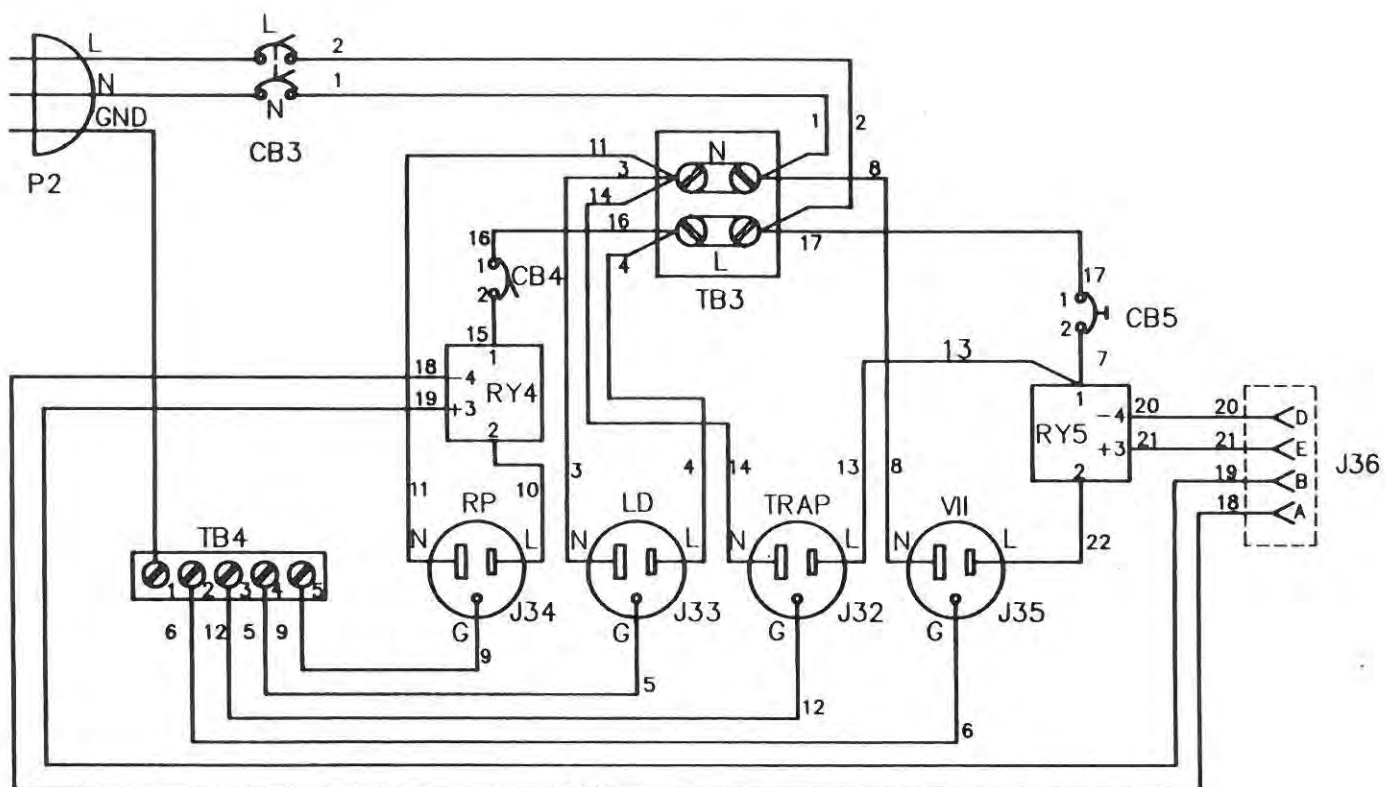 L
L
2
N
1
GND
N
CB3
P2
1
2
11
N
3
8
14
16
16
17
4
L
TB3
1
CB4
2
17
1
CB5
2
15
13
7
1
18
-4
RY4
19
+3
2
1
-4
20
20
D
RY5
+3
21
21
E
2
19
B
J36
18
A
11
RP
10
3
LD
4
14
TRAP
13
8
VII
22
N
L
N
L
N
L
N
L
TB4
1
2
3
4
5
J34
J33
J32
J35
G
G
G
G
6
12
5
9
9
5
12
6